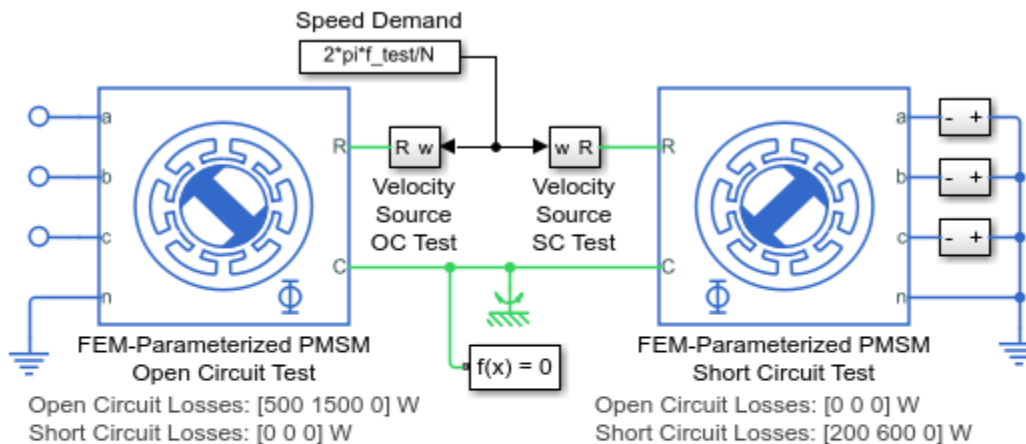 Speed Demand
2*pi*f_test/N
a
b
c
n
R
C
R w
w R
Velocity
Source
OC Test
Velocity
Source
SC Test
R
C
a
b
c
n
- +
- +
- +
Φ
Φ
f(x) = 0
FEM-Parameterized PMSM
Open Circuit Test
Open Circuit Losses: [500 1500 0] W
Short Circuit Losses: [0 0 0] W
FEM-Parameterized PMSM
Short Circuit Test
Open Circuit Losses: [0 0 0] W
Short Circuit Losses: [200 600 0] W